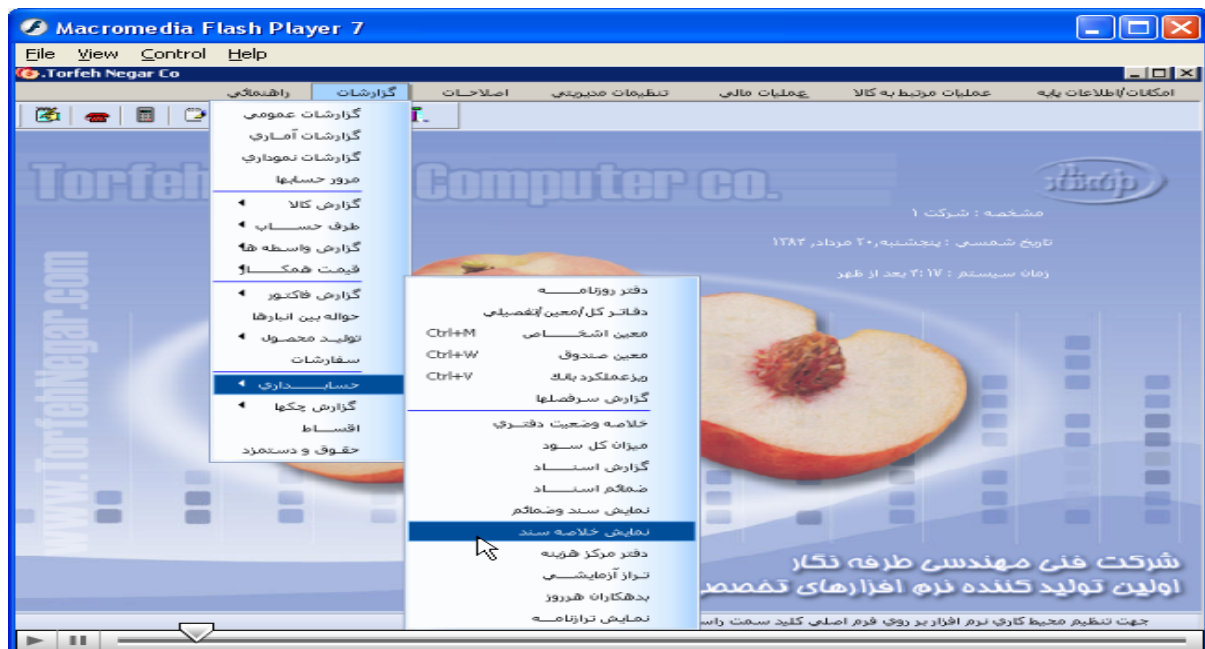 Macromedia Flash Player 7
File View Control Help
.Torfeh Negar Co
امکانات/اطلاعات پایه عملیات مرتبط به کالا عملیات مالی تنظیمات مدیریتی اصلاحات گزارشات راهنمائی
گزارشات عمومی
گزارشات آماری
گزارشات نموداری
مرور حسابها
گزارش کالا
طرف حساب
گزارش واسطه ها
قیمت همکار
گزارش فاکتور
حواله بین انبارها
تولید محصول
سفارشات
حسابداری
گزارش چکها
اقساط
حقوق و دستمزد
دفتر روزنامه
دفاتر کل/معین/تفصیلی
معین اشخاص Ctrl+M
معین صندوق Ctrl+W
ریزعملکرد بانک Ctrl+V
گزارش سرفصلها
خلاصه وضعیت دفتری
میزان کل سود
گزارش اسناد
ضمائم اسناد
نمایش سند وضمائم
نمایش خلاصه سند
دفتر مرکز هزینه
تراز آزمایشی
بدهکاران هرروز
نمایش ترازنامه
Torfeh Computer co.
مشخصه : شرکت ۱
تاریخ شمسی : پنجشنبه,۲۰ مرداد, ۱۳۸۴
زمان سیستم : ۴:۱۷ بعد از ظهر
www.TorfehNegar.com
شرکت فنی مهندسی طرفه نگار
اولین تولید کننده نرم افزارهای
جهت تنظیم محیط کاری نرم افزار بر روی فرم اصلی کلید سمت